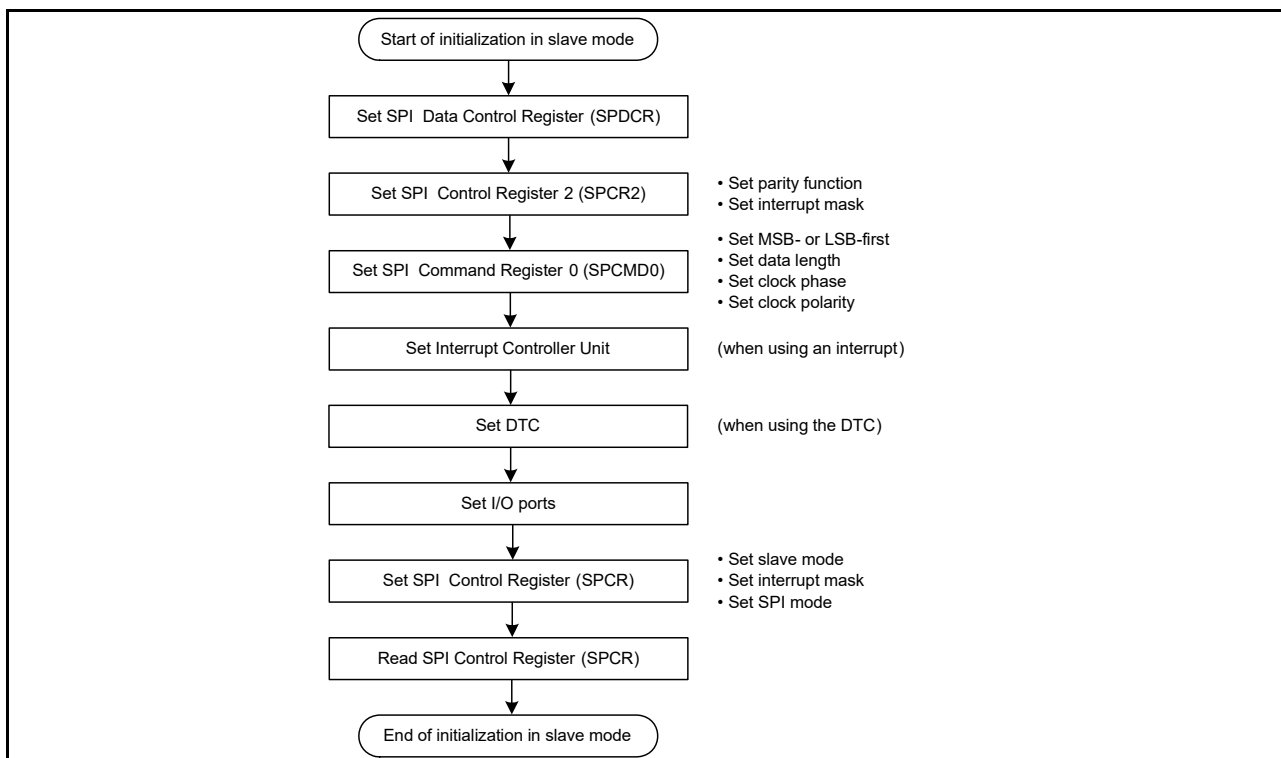 Start of initialization in slave mode
Set SPI Data Control Register (SPDCR)
Set SPI Control Register 2 (SPCR2)
• Set parity function
• Set interrupt mask
Set SPI Command Register 0 (SPCMD0)
• Set MSB- or LSB-first
• Set data length
• Set clock phase
• Set clock polarity
Set Interrupt Controller Unit
(when using an interrupt)
Set DTC
(when using the DTC)
Set I/O ports
Set SPI Control Register (SPCR)
• Set slave mode
• Set interrupt mask
• Set SPI mode
Read SPI Control Register (SPCR)
End of initialization in slave mode